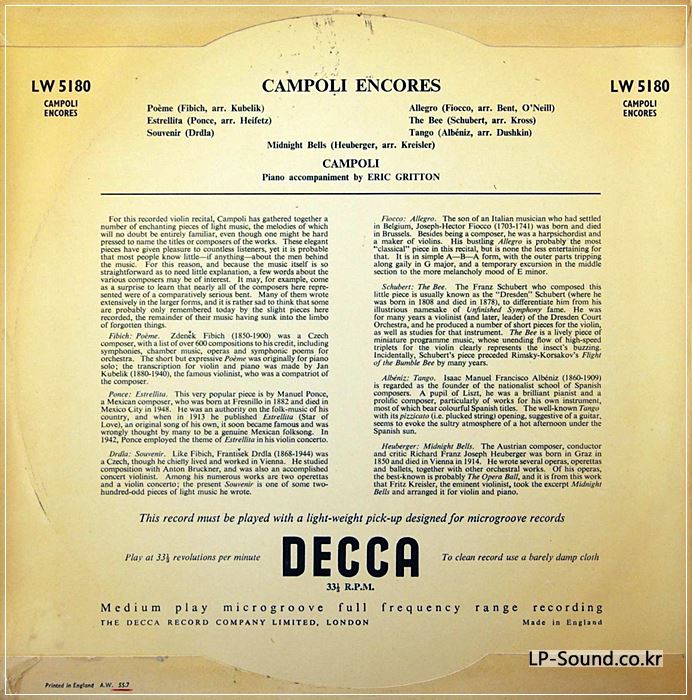 LW 5180
CAMPOLI
ENCORES
CAMPOLI ENCORES
LW 5180
CAMPOLI
ENCORES
Poème (Fibich, arr. Kubelik)
Estrellita (Ponce, arr. Heifetz)
Souvenir (Drdla)
Allegro (Fiocco, arr. Bent, O'Neill)
The Bee (Schubert, arr. Kross)
Tango (Albéniz, arr. Dushkin)
Midnight Bells (Heuberger, arr. Kreisler)
CAMPOLI
Piano accompaniment by ERIC GRITTON
For this recorded violin recital, Campoli has gathered together a
number of enchanting pieces of light music, the melodies of which
will no doubt be entirely familiar, even though one might be hard
pressed to name the titles or composers of the works. These elegant
pieces have given pleasure to countless listeners, yet it is probable
that most people know little—if anything—about the men behind
the music. For this reason, and because the music itself is so
straightforward as to need little explanation, a few words about the
various composers may be of interest. It may, for example, come
as a surprise to learn that nearly all of the composers here repre-
sented were of a comparatively serious bent. Many of them wrote
extensively in the larger forms, and it is rather sad to think that some
are probably only remembered today by the slight pieces here
recorded, the remainder of their music having sunk into the limbo
of forgotten things.
Fibich: Poème. Zdenek Fibich (1850-1900) was a Czech
composer, with a list of over 600 compositions to his credit, including
symphonies, chamber music, operas and symphonic poems for
orchestra. The short but expressive Poème was originally for piano
solo; the transcription for violin and piano was made by Jan
Kubelik (1880-1940), the famous violinist, who was a compatriot of
the composer.
Ponce: Estrellita. This very popular piece is by Manuel Ponce,
a Mexican composer, who was born at Fresnillo in 1882 and died in
Mexico City in 1948. He was an authority on the folk-music of his
country, and when in 1913 he published Estrellita (Star of
Love), an original song of his own, it soon became famous and was
wrongly thought by many to be a genuine Mexican folksong. In
1942, Ponce employed the theme of Estrellita in his violin concerto.
Drdla: Souvenir. Like Fibich, František Drdla (1868-1944) was
a Czech, though he chiefly lived and worked in Vienna. He studied
composition with Anton Bruckner, and was also an accomplished
concert violinist. Among his numerous works are two operettas
and a violin concerto; the present Souvenir is one of some two-
hundred-odd pieces of light music he wrote.
Fiocco: Allegro. The son of an Italian musician who had settled
in Belgium, Joseph-Hector Fiocco (1703-1741) was born and died
in Brussels. Besides being a composer, he was a harpsichordist and
a maker of violins. His bustling Allegro is probably the most
"classical" piece in this recital, but is none the less entertaining for
that. It is in simple A—B—A form, with the outer parts tripping
along gaily in G major, and a temporary excursion in the middle
section to the more melancholy mood of E minor.
Schubert: The Bee. The Franz Schubert who composed this
little piece is usually known as the "Dresden" Schubert (where he
was born in 1808 and died in 1878), to differentiate him from his
illustrious namesake of Unfinished Symphony fame. He was
for many years a violinist (and later, leader) of the Dresden Court
Orchestra, and he produced a number of short pieces for the violin,
as well as studies for that instrument. The Bee is a lively piece of
miniature programme music, whose unending flow of high-speed
triplets for the violin clearly represents the insect's buzzing.
Incidentally, Schubert's piece preceded Rimsky-Korsakov's Flight
of the Bumble Bee by many years.
Albéniz: Tango. Isaac Manuel Francisco Albéniz (1860-1909)
is regarded as the founder of the nationalist school of Spanish
composers. A pupil of Liszt, he was a brilliant pianist and a
prolific composer, particularly of works for his own instrument,
most of which bear colourful Spanish titles. The well-known Tango
with its pizzicato (i.e. plucked string) opening, suggestive of a guitar,
seems to evoke the sultry atmosphere of a hot afternoon under the
Spanish sun.
Heuberger: Midnight Bells. The Austrian composer, conductor
and critic Richard Franz Joseph Heuberger was born in Graz in
1850 and died in Vienna in 1914. He wrote several operas, operettas
and ballets, together with other orchestral works. Of his operas,
the best-known is probably The Opera Ball, and it is from this work
that Fritz Kreisler, the eminent violinist, took the excerpt Midnight
Bells and arranged it for violin and piano.
This record must be played with a light-weight pick-up designed for microgroove records
Play at 33⅓ revolutions per minute
DECCA
To clean record use a barely damp cloth
33⅓ R.P.M.
Medium play microgroove full frequency range recording
THE DECCA RECORD COMPANY LIMITED, LONDON
Made in England
LP-Sound.co.kr
Printed in England A.W. 55.7